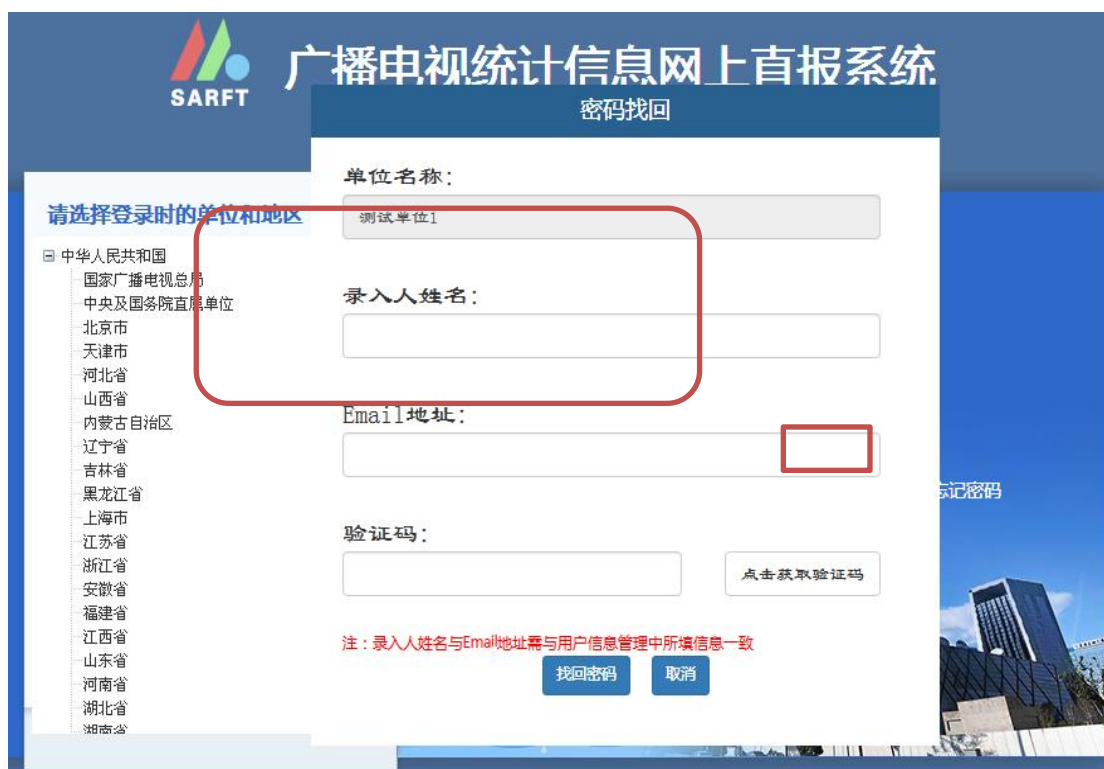 SARFT
广播电视统计信息网上直报系统
密码找回
单位名称：
测试单位1
录入人姓名：
Email地址：
验证码：
点击获取验证码
注：录入人姓名与Email地址需与用户信息管理中所填信息一致
找回密码
取消
请选择登录时的单位和地区
中华人民共和国
国家广播电视总局
中央及国务院直属单位
北京市
天津市
河北省
山西省
内蒙古自治区
辽宁省
吉林省
黑龙江省
上海市
江苏省
浙江省
安徽省
福建省
江西省
山东省
河南省
湖北省
湖南省
忘记密码